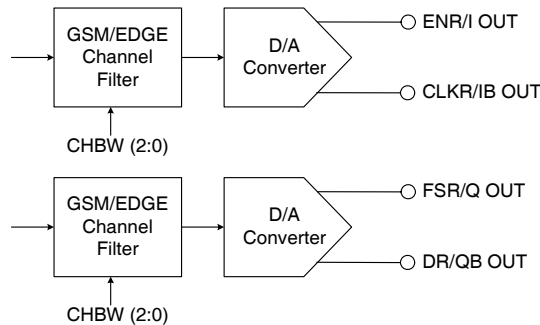 GSM/EDGE
Channel
Filter
D/A
Converter
ENR/I OUT
CLKR/IB OUT
CHBW (2:0)
GSM/EDGE
Channel
Filter
D/A
Converter
FSR/Q OUT
DR/QB OUT
CHBW (2:0)